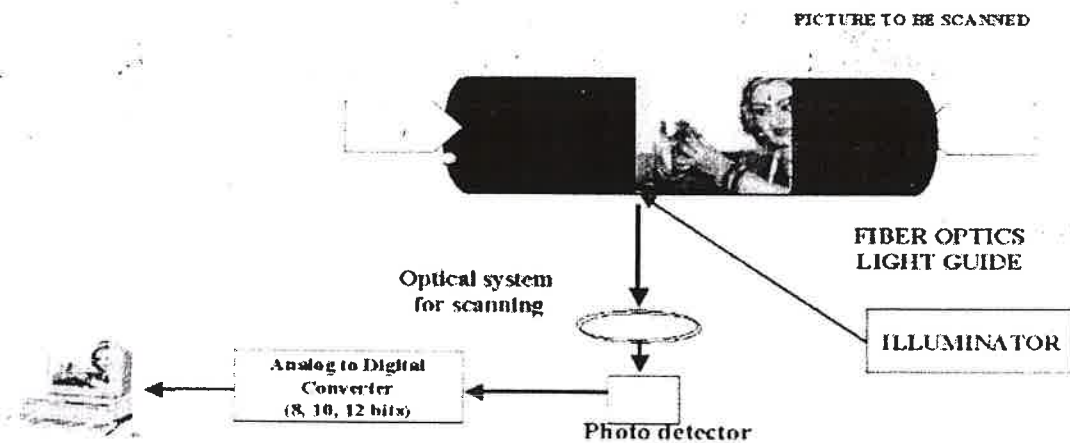 PICTURE TO BE SCANNED
FIBER OPTICS
LIGHT GUIDE
Optical system
for scanning
ILLUMINATOR
Analog to Digital
Converter
(8, 10, 12 bits)
Photo detector